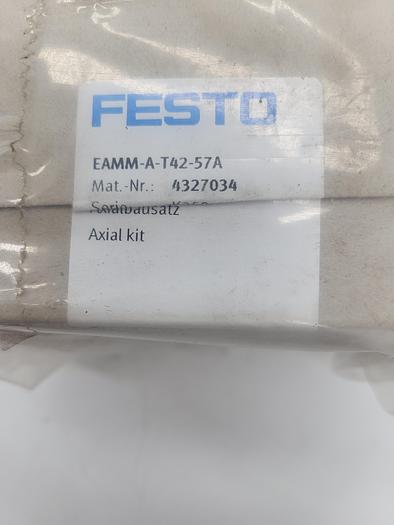 FESTO
EAMM-A-T42-57A
Mat.-Nr.: 4327034
Axial kit